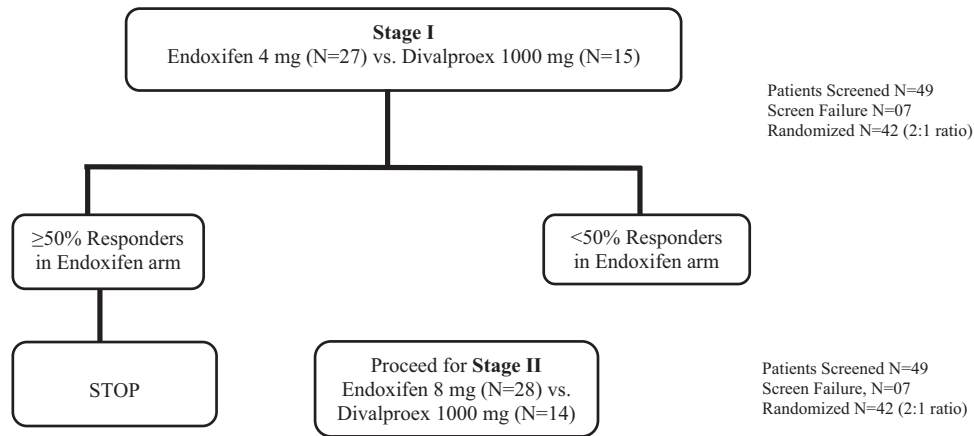 Stage I
Endoxifen 4 mg (N=27) vs. Divalproex 1000 mg (N=15)
Patients Screened N=49
Screen Failure N=07
Randomized N=42 (2:1 ratio)
≥50% Responders
in Endoxifen arm
<50% Responders
in Endoxifen arm
STOP
Proceed for Stage II
Endoxifen 8 mg (N=28) vs.
Divalproex 1000 mg (N=14)
Patients Screened N=49
Screen Failure, N=07
Randomized N=42 (2:1 ratio)